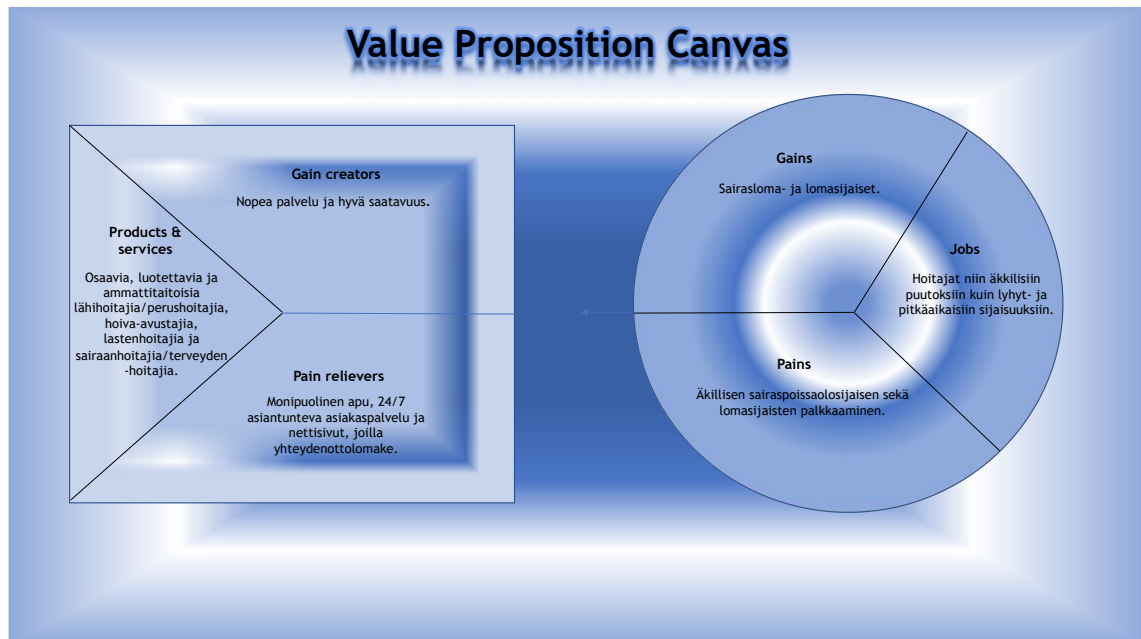 Value Proposition Canvas
Gain creators
Nopea palvelu ja hyvä saatavuus.
Products &
services
Osaavia, luotettavia ja
ammattitaitoisia
lähihoitajia/perushoitajia,
hoiva-avustajia,
lastenhoitajia ja
sairaanhoitajia/terveyden
-hoitajia.
Pain relievers
Monipuolinen apu, 24/7
asiantunteva asiakaspalvelu ja
nettisivut, joilla
yhteydenottolomake.
Gains
Sairasloma- ja lomasijaiset.
Jobs
Hoitajat niin äkkilisiin
puutoksiin kuin lyhyt- ja
pitkäaikaisiin sijaisuuksiin.
Pains
Äkillisen sairaspoissaolosijaisen sekä
lomasijaisten palkkaaminen.